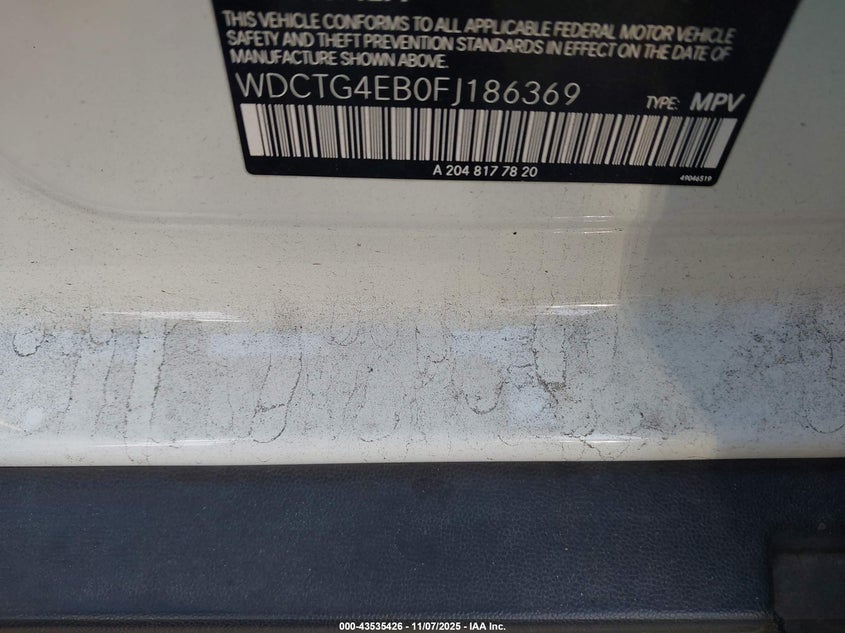 THIS VEHICLE CONFORMS TO ALL APPLICABLE FEDERAL MOTOR VEHICLE
SAFETY AND THEFT PREVENTION STANDARDS IN EFFECT ON THE DATE OF
MANUFACTURE SHOWN ABOVE.
WDCTG4EB0FJ186369 TYPE: MPV
A 204 817 78 20 49046519
000-43535426 - 11/07/2025 - IAA Inc.